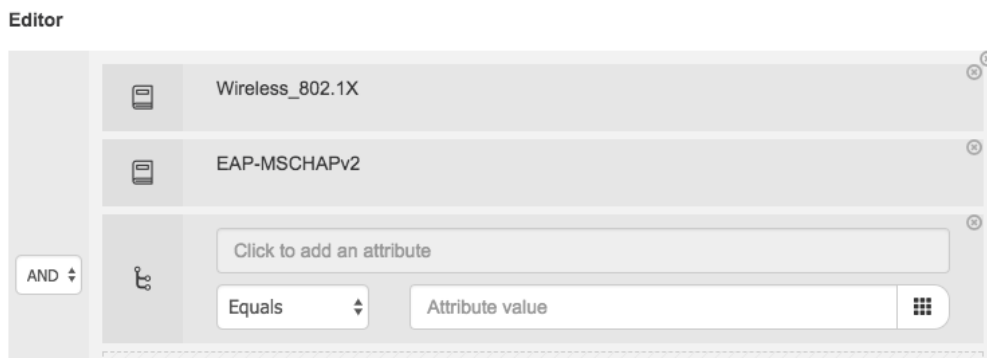 Editor
Wireless_802.1X
EAP-MSCHAPv2
Click to add an attribute
AND
Equals
Attribute value